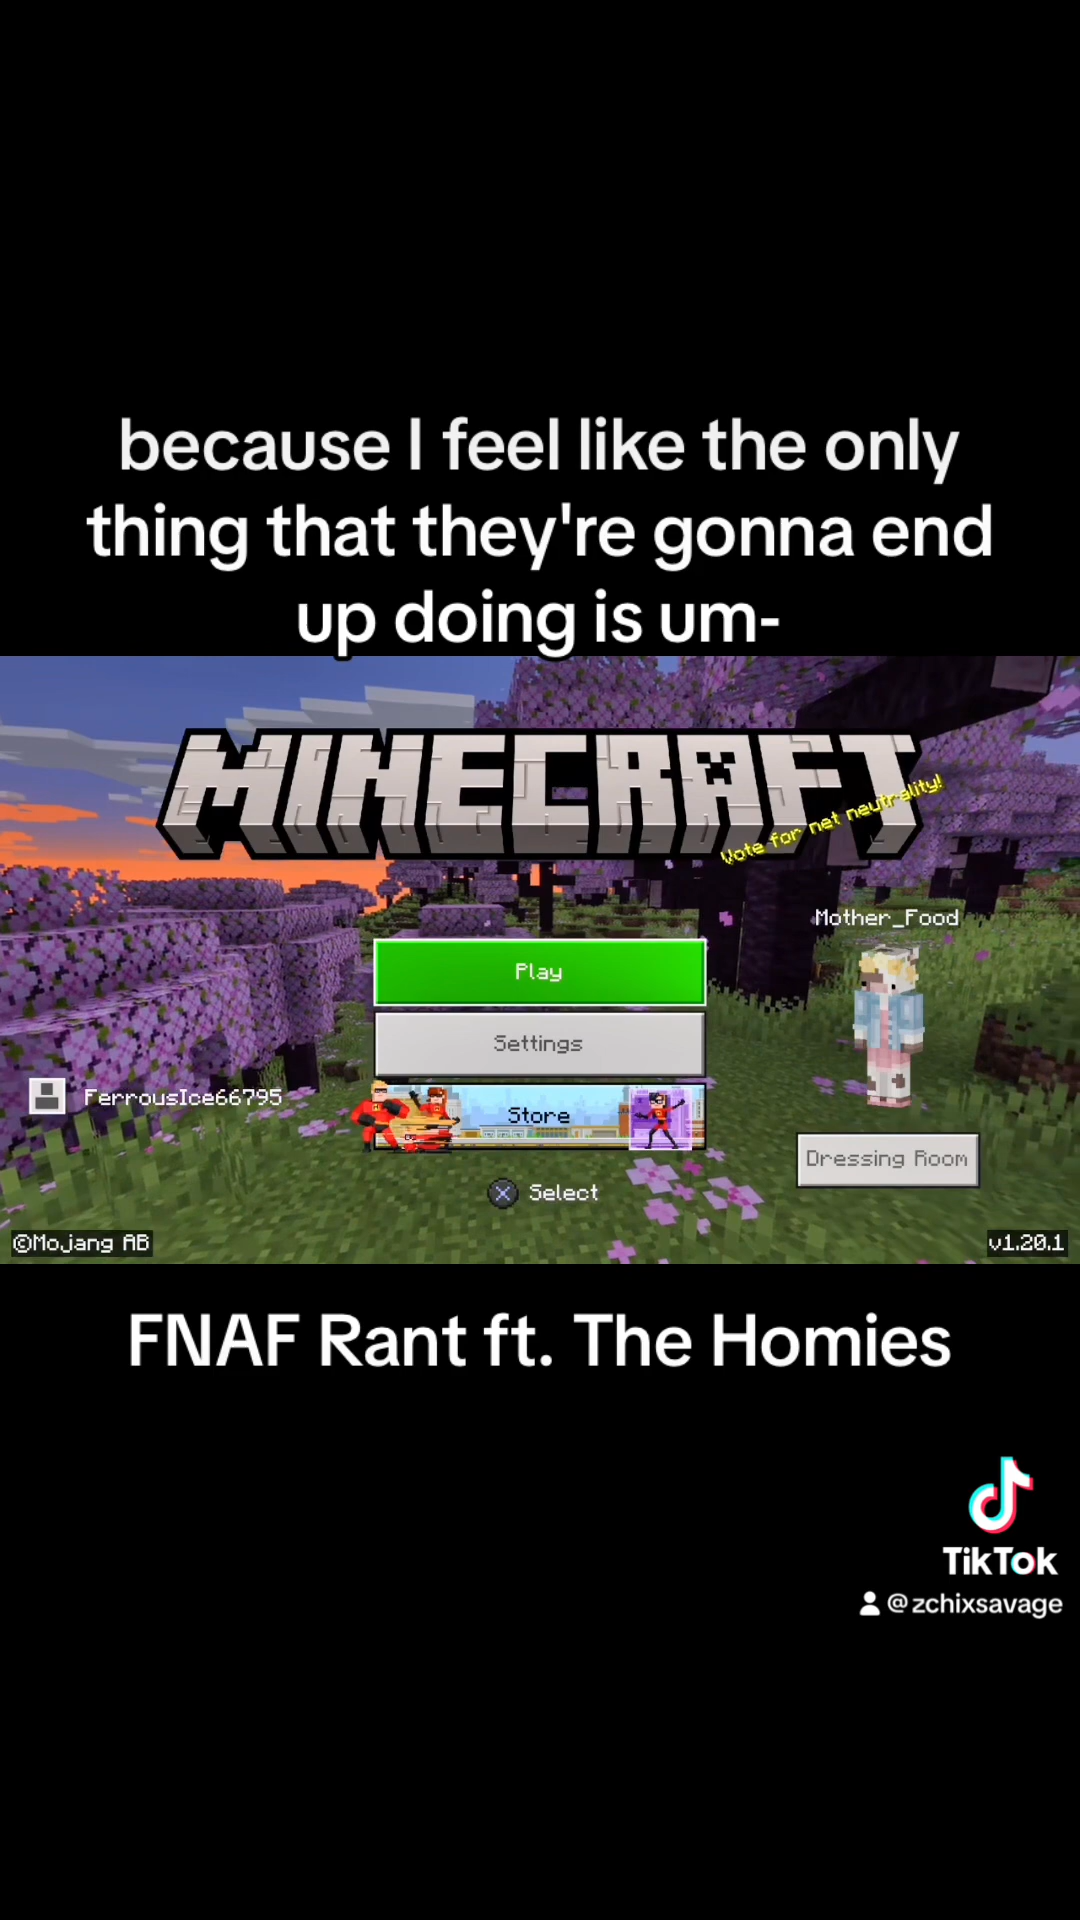 because I feel like the only
thing that they're gonna end
up doing is um-
MINECRAFT
Vote for net neutrality!
Mother_Food
Play
Settings
FerrousIce66795
Store
Dressing Room
Select
©Mojang AB
v1.20.1
FNAF Rant ft. The Homies
TikTok
@zchixsavage